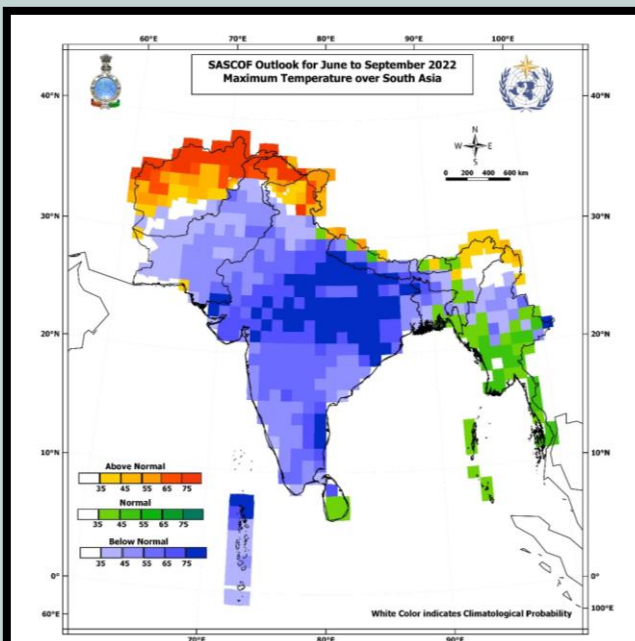 60°E 70°E 80°E 90°E 100°E
SASCOF Outlook for June to September 2022
Maximum Temperature over South Asia
40°N 40°N
N
W E
S
0 200 400 600 km
30°N 30°N
20°N 20°N
10°N 10°N
Above Normal
35 45 55 65 75
Normal
35 45 55 65 75
Below Normal
35 45 55 65 75
0° 0°
White Color indicates Climatological Probability
60°E 100°E
70°E 80°E 90°E